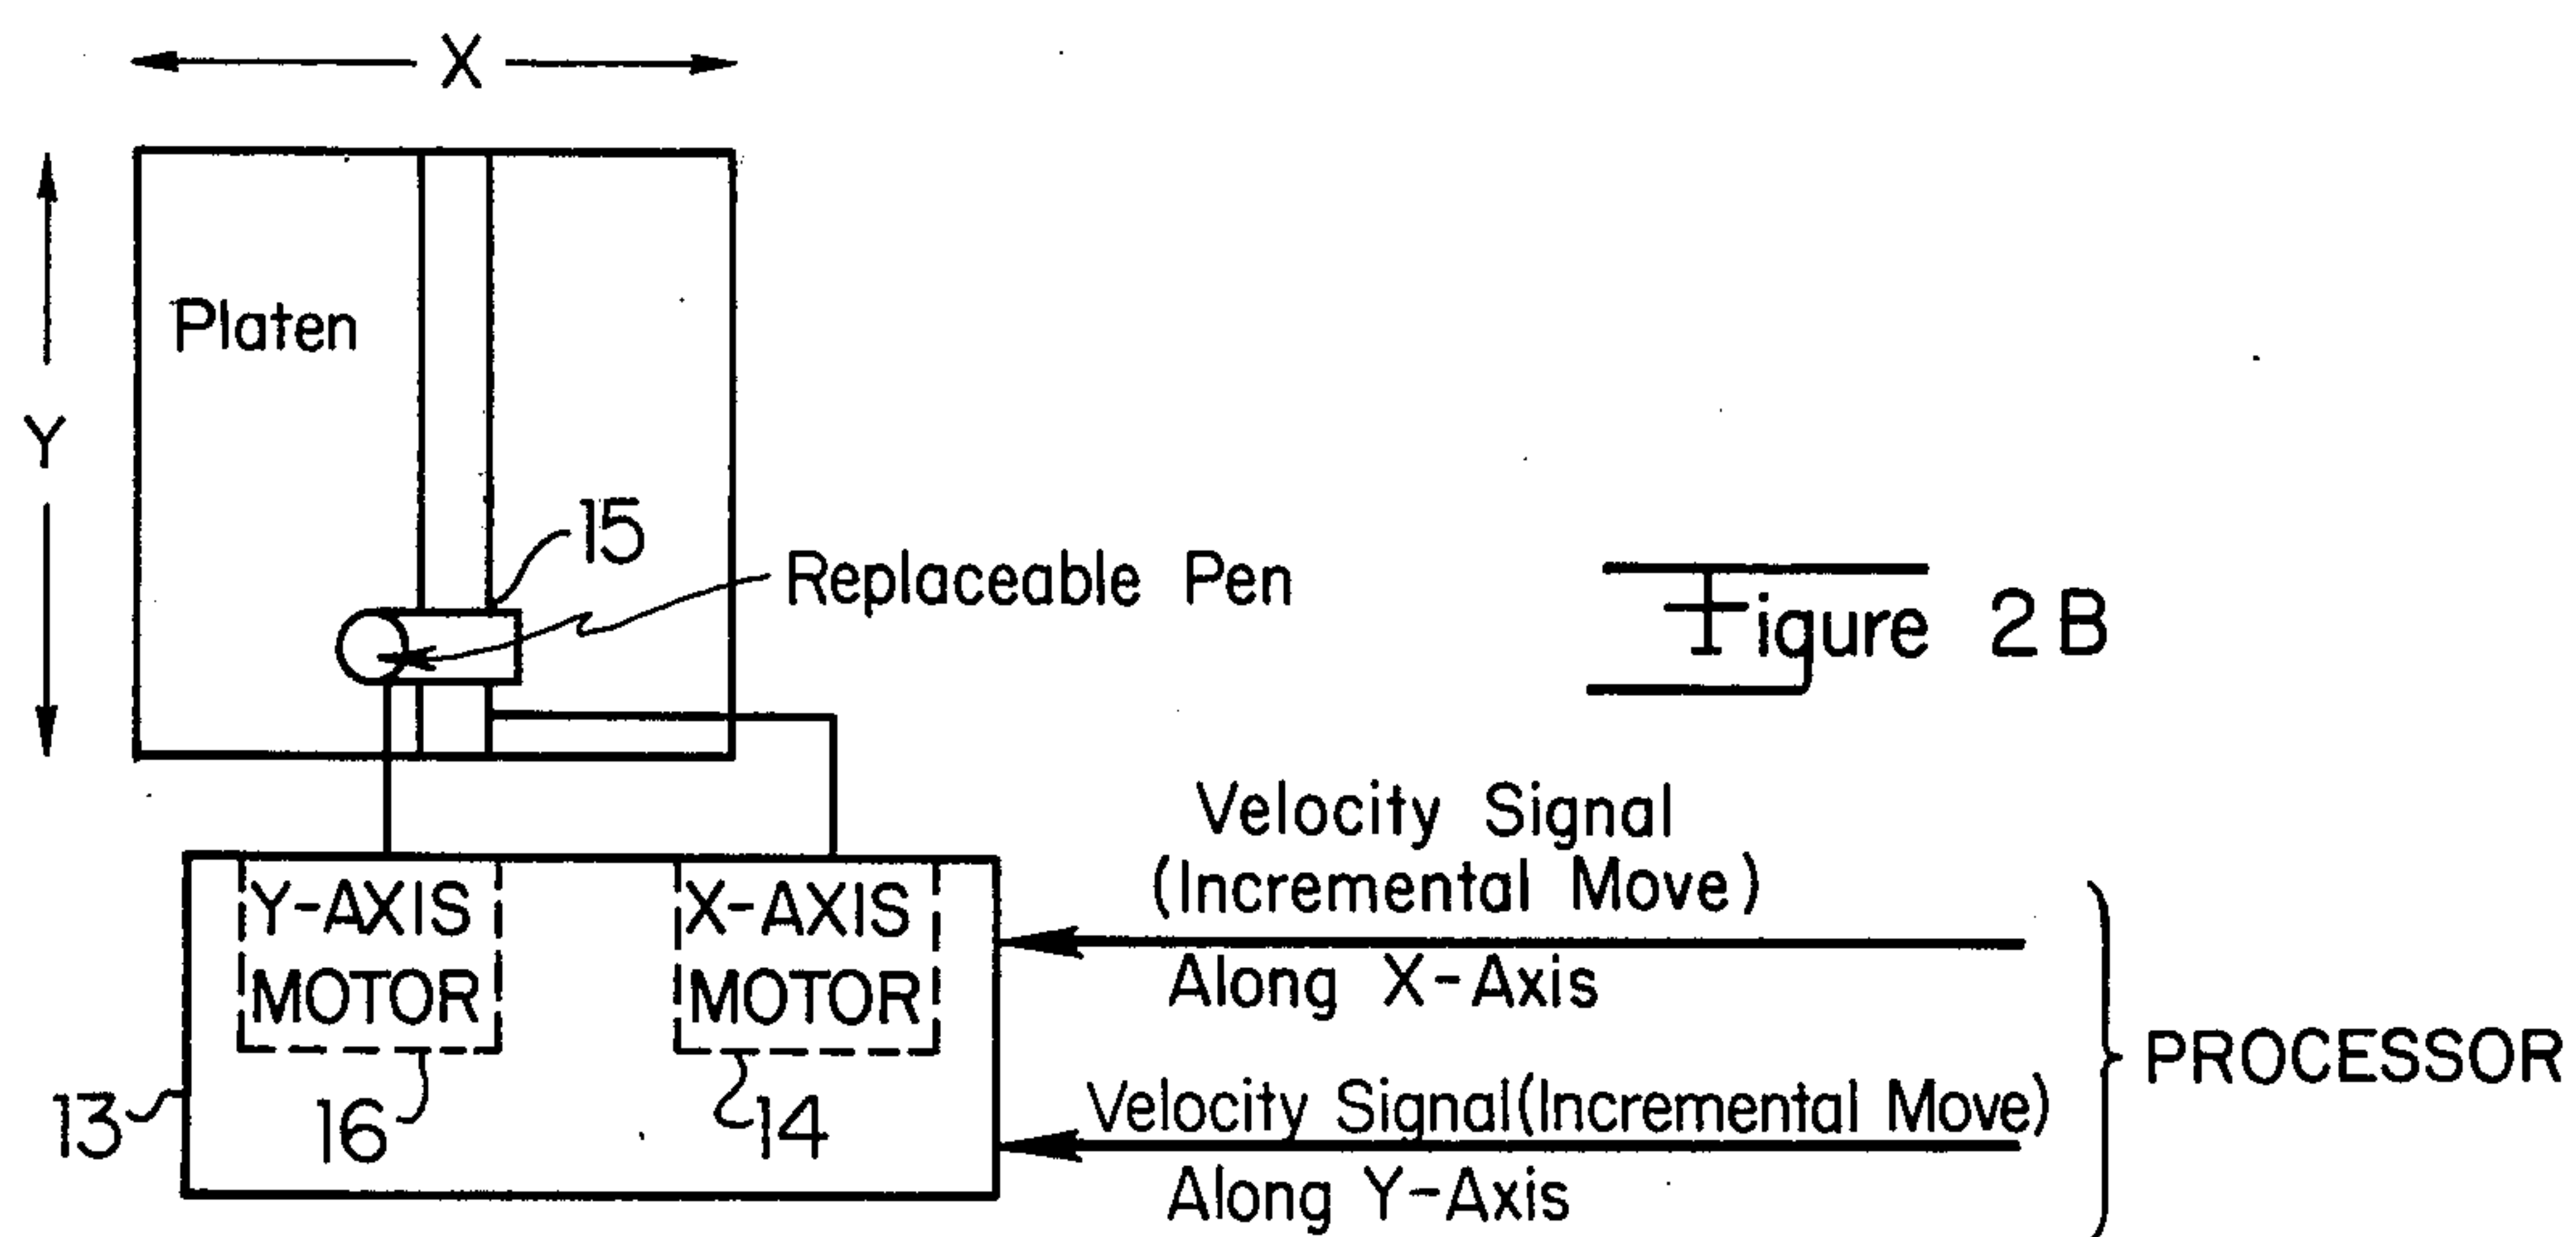 X
Y
Platen
15
Replaceable Pen
Figure 2B
Velocity Signal
(Incremental Move)
Along X-Axis
Y-AXIS
MOTOR
X-AXIS
MOTOR
13
16
14
Velocity Signal (Incremental Move)
Along Y-Axis
PROCESSOR